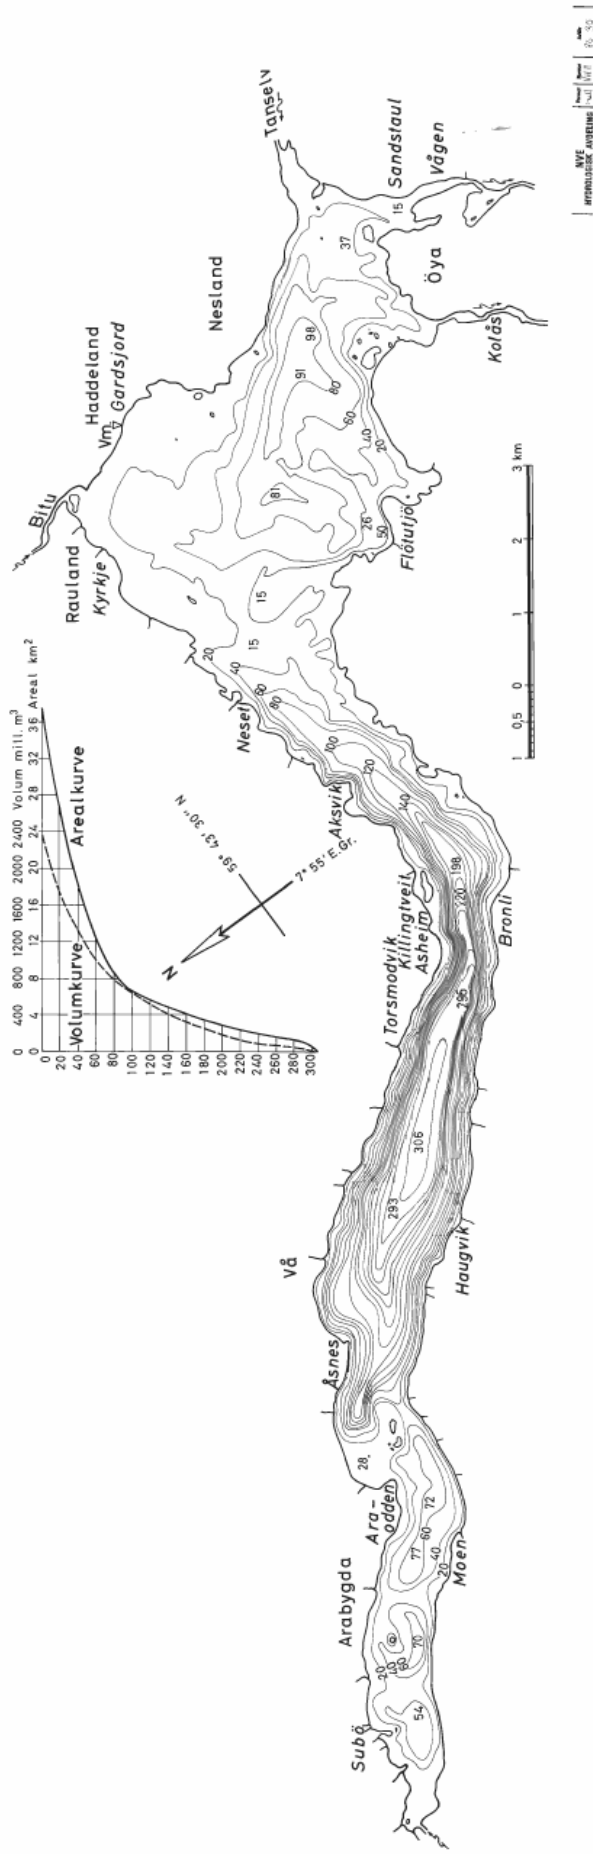 Tanselv
NVE
HYDROLOGISK AVDELING
Sandstaul
Vågen
15
37
Öya
Nesland
98
91
80
60
40
20
Kolås
Haddeland
Vm
Gardsjord
81
26
50
Flötutjö
Bitu
Rauland
Kyrkje
15
15
20
40
60
80
100
120
140
Neset
Aksvik
3 km
2
1
0
0,5
1
59° 43' 30" N
7° 55' E.Gr.
N
0 400 800 1200 1600 2000 2400 Volum mill. m³
0 4 8 12 16 20 24 28 32 36 Areal km²
Arealkurve
Volumkurve
0
20
40
60
80
100
120
140
160
180
200
220
240
260
280
300
198
220
Killingtveit
Asheim
Torsmodvik
Bronli
295
306
293
Vå
Haugvik
Åsnes
28
Ara-
odden
72
77
60
40
20
Moen
Arabygda
20
40
60
70
54
Subö